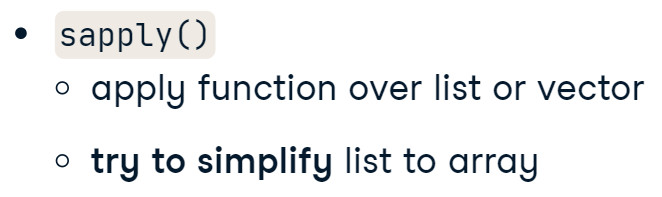 • sapply()
○ apply function over list or vector
○ try to simplify list to array